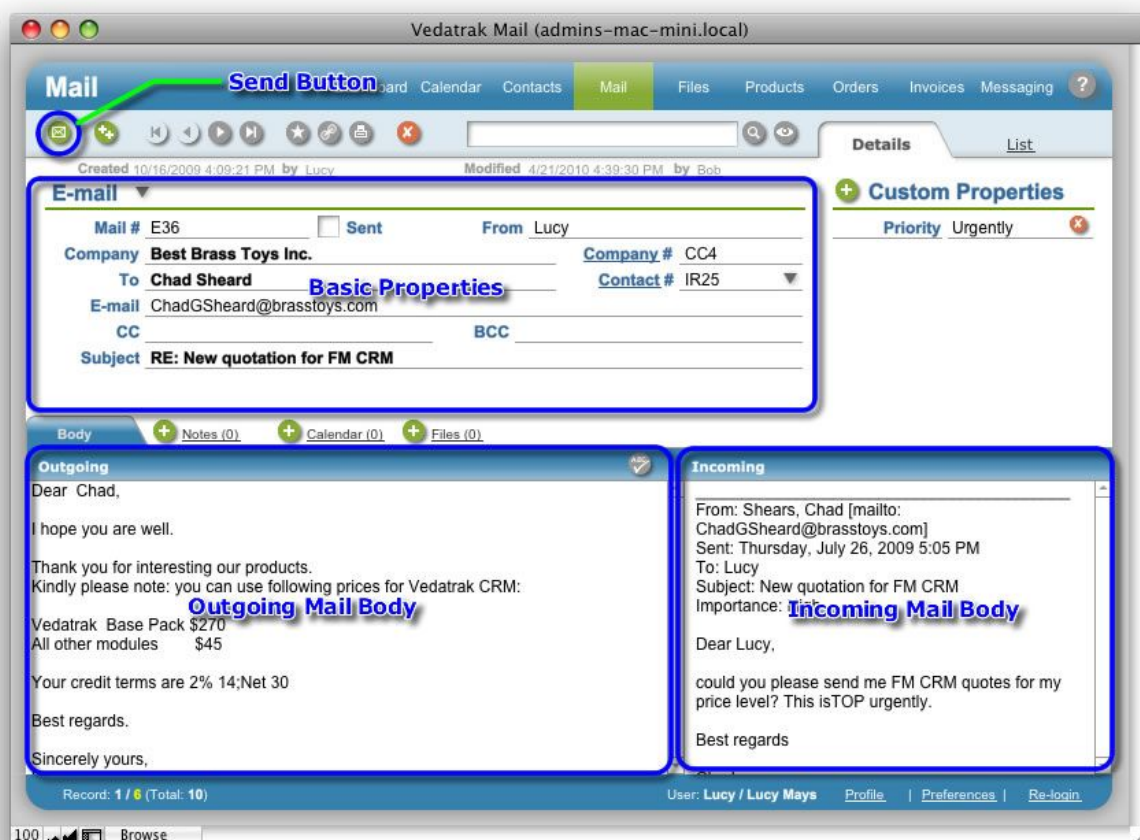 Vedatrak Mail (admins-mac-mini.local)
Mail
Send Button
Calendar
Contacts
Mail
Files
Products
Orders
Invoices
Messaging
?
Details
List
Created 10/16/2009 4:09:21 PM by Lucy
Modified 4/21/2010 4:39:30 PM by Bob
E-mail
Custom Properties
Mail # E36
Sent
From Lucy
Priority Urgently
Company Best Brass Toys Inc.
Company # CC4
To Chad Sheard
Contact # IR25
Basic Properties
E-mail ChadGSheard@brasstoys.com
CC
BCC
Subject RE: New quotation for FM CRM
Body
Notes (0)
Calendar (0)
Files (0)
Outgoing
ABC
Dear Chad,
I hope you are well.
Thank you for interesting our products.
Kindly please note: you can use following prices for Vedatrak CRM:
Outgoing Mail Body
Vedatrak Base Pack $270
All other modules $45
Your credit terms are 2% 14;Net 30
Best regards.
Sincerely yours,
Incoming
From: Shears, Chad [mailto:
ChadGSheard@brasstoys.com]
Sent: Thursday, July 26, 2009 5:05 PM
To: Lucy
Subject: New quotation for FM CRM
Importance:
Incoming Mail Body
Dear Lucy,
could you please send me FM CRM quotes for my
price level? This isTOP urgently.
Best regards
Record: 1 / 6 (Total: 10)
User: Lucy / Lucy Mays
Profile | Preferences | Re-login
100
Browse